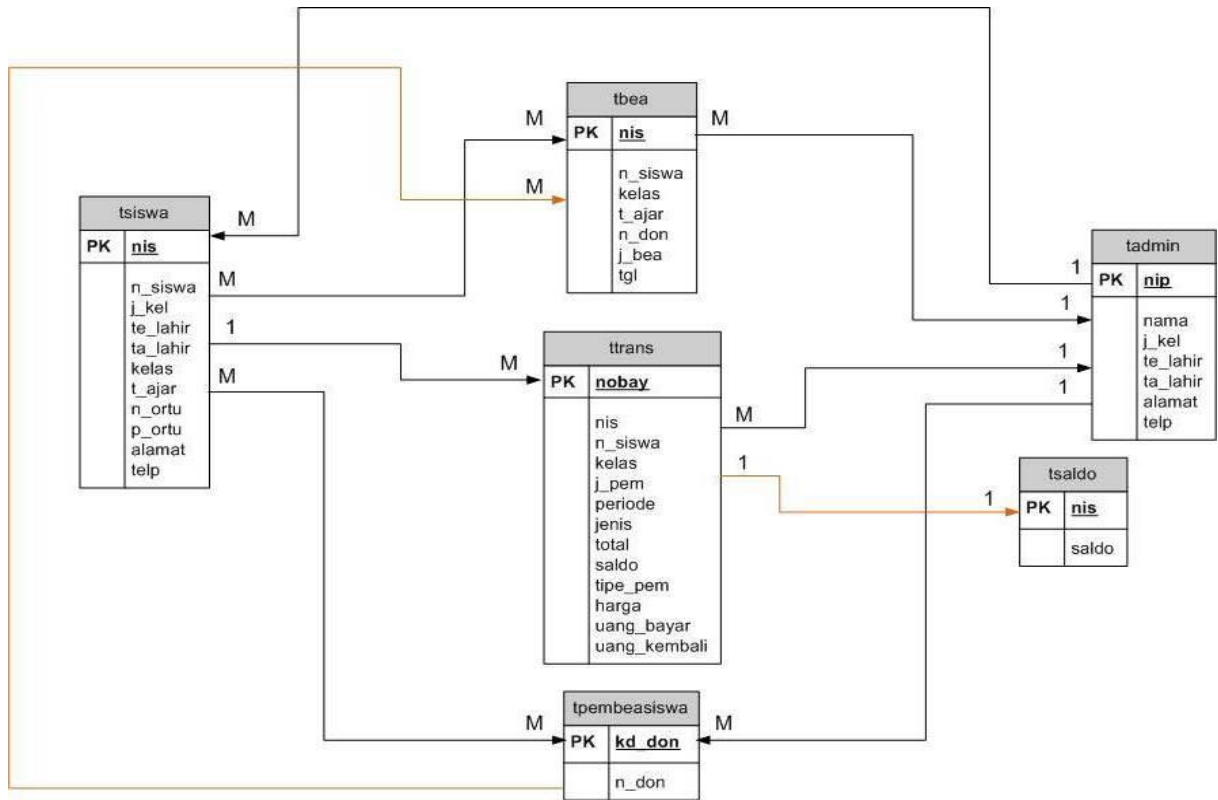 tbea
PK nis
n_siswa
kelas
t_ajar
n_don
j_bea
tgl
M
M
M
tsiswa
PK nis
n_siswa
j_kel
te_lahir
ta_lahir
kelas
t_ajar
n_ortu
p_ortu
alamat
telp
M
M
1
M
ttrans
PK nobay
nis
n_siswa
kelas
j_pem
periode
jenis
total
saldo
tipe_pem
harga
uang_bayar
uang_kembali
M
M
1
tadmin
PK nip
nama
j_kel
te_lahir
ta_lahir
alamat
telp
1
1
1
1
tsaldo
PK nis
saldo
1
tpembeasiswa
PK kd_don
n_don
M
M